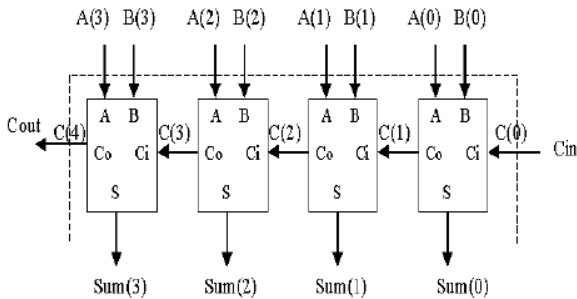 A(3) B(3) A(2) B(2) A(1) B(1) A(0) B(0)
A B A B A B A B
Cout C(4) C(3) C(2) C(1) C(0) Cin
Co Ci Co Ci Co Ci Co Ci
S S S S
Sum(3) Sum(2) Sum(1) Sum(0)